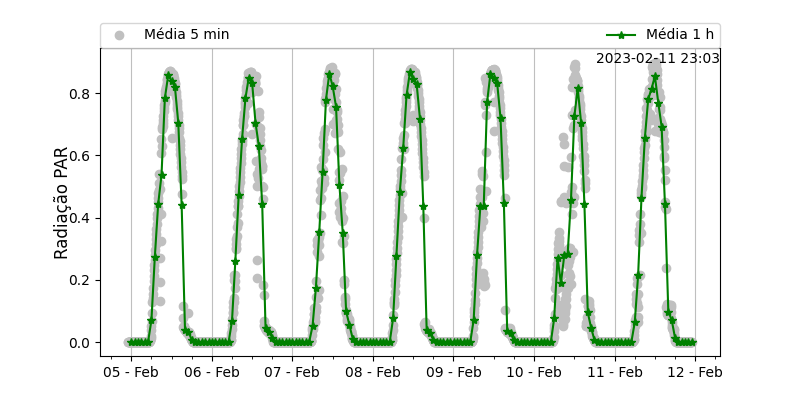 Média 5 min
Média 1 h
2023-02-11 23:03
Radiação PAR
0.8
0.6
0.4
0.2
0.0
05 - Feb
06 - Feb
07 - Feb
08 - Feb
09 - Feb
10 - Feb
11 - Feb
12 - Feb